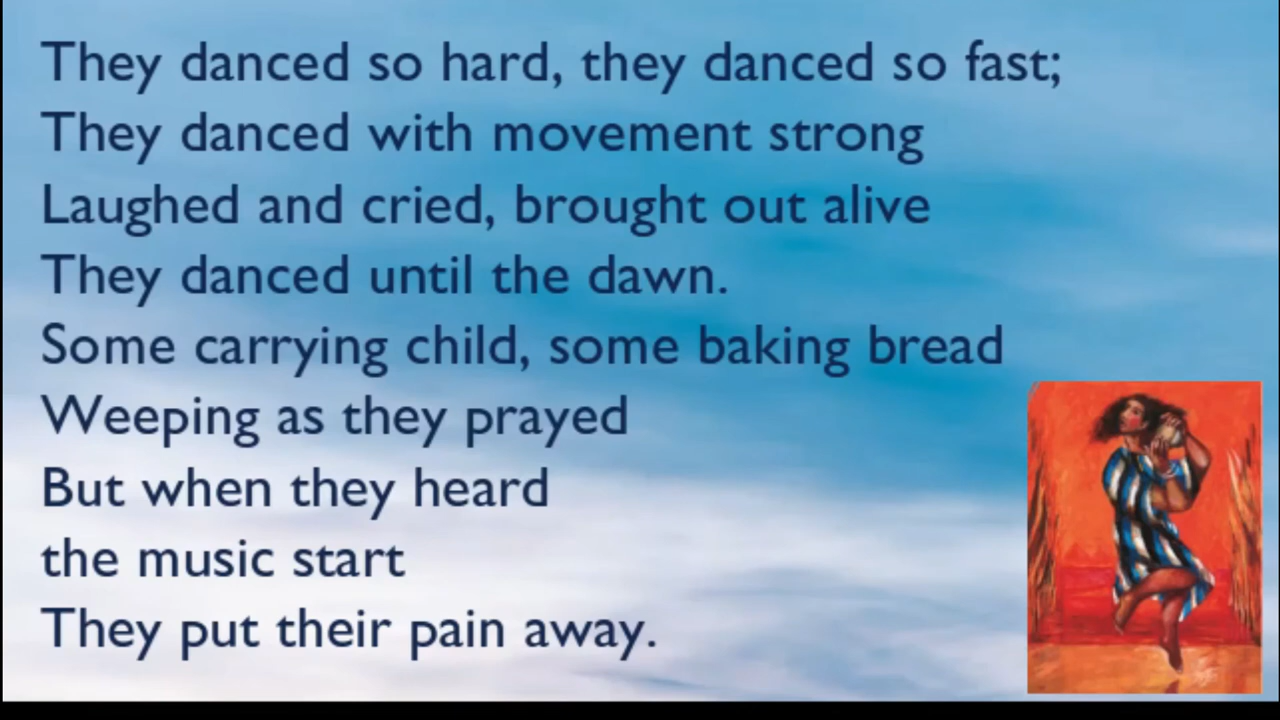 They danced so hard, they danced so fast;
They danced with movement strong
Laughed and cried, brought out alive
They danced until the dawn.
Some carrying child, some baking bread
Weeping as they prayed
But when they heard
the music start
They put their pain away.